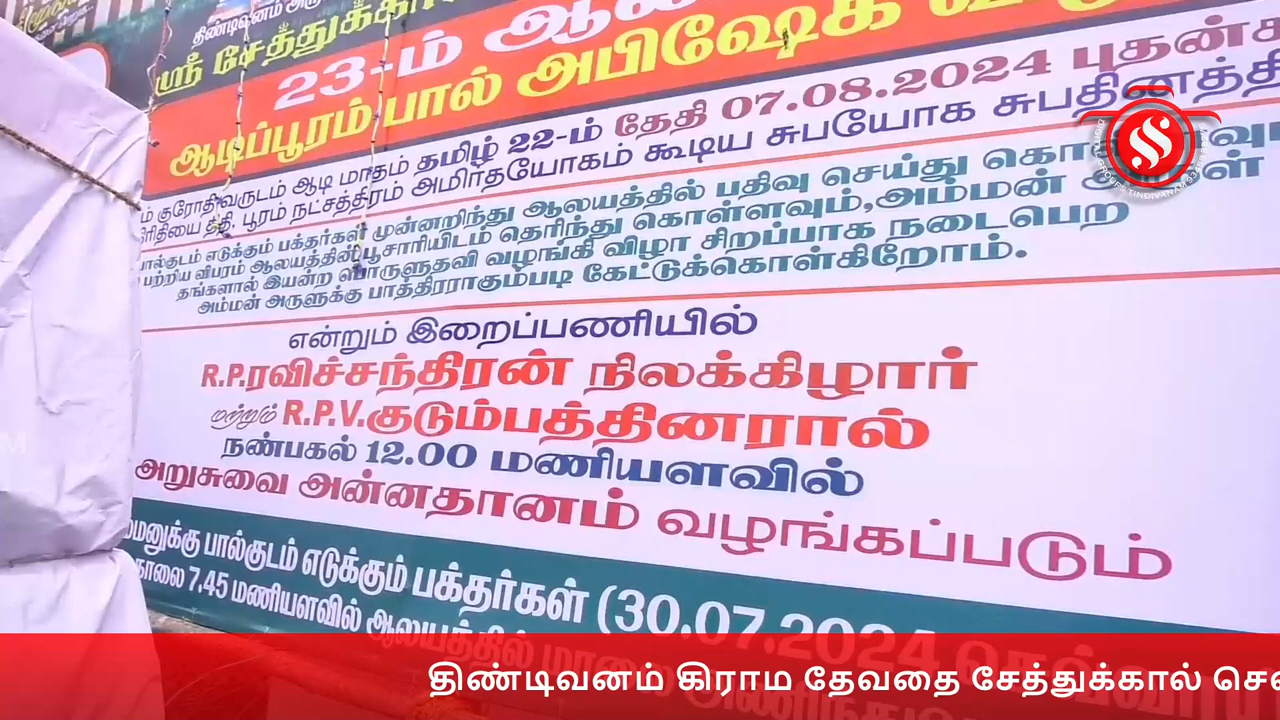 திண்டிவனம்
ஸ்ரீ சேத்துக்கா
23-ம்
ஆடிப்பூரம் பால் அபிஷேக
குரோதிவருடம் ஆடி மாதம் தமிழ் 22-ம் தேதி 07.08.2024
திதி, பூரம் நட்சத்திரம் அமிர்தயோகம் கூடிய சுபயோக
பால்குடம் எடுக்கும் பக்தர்கள் முன்னறிந்து ஆலயத்தில் பதிவு செய்து
பற்றிய விபரம் ஆலயத்தின் பூசாரியிடம் தெரிந்து கொள்ளவும்,அம்மன்
தங்களால் இயன்ற பொருளுதவி வழங்கி விழா சிறப்பாக நடைபெற
அம்மன் அருளுக்கு பாத்திரராகும்படி கேட்டுக்கொள்கிறோம்.
என்றும் இறைப்பணியில்
R.P.ரவிச்சந்திரன் நிலக்கிழார்
மற்றும் R.P.V.குடும்பத்தினரால்
நண்பகல் 12.00 மணியளவில்
அறுசுவை அன்னதானம் வழங்கப்படும்
பால்குடம் எடுக்கும் பக்தர்கள் (30.07.2024
காலை 7.45 மணியளவில் ஆலயத்தில்
திண்டிவனம் கிராம தேவதை சேத்துக்கால்